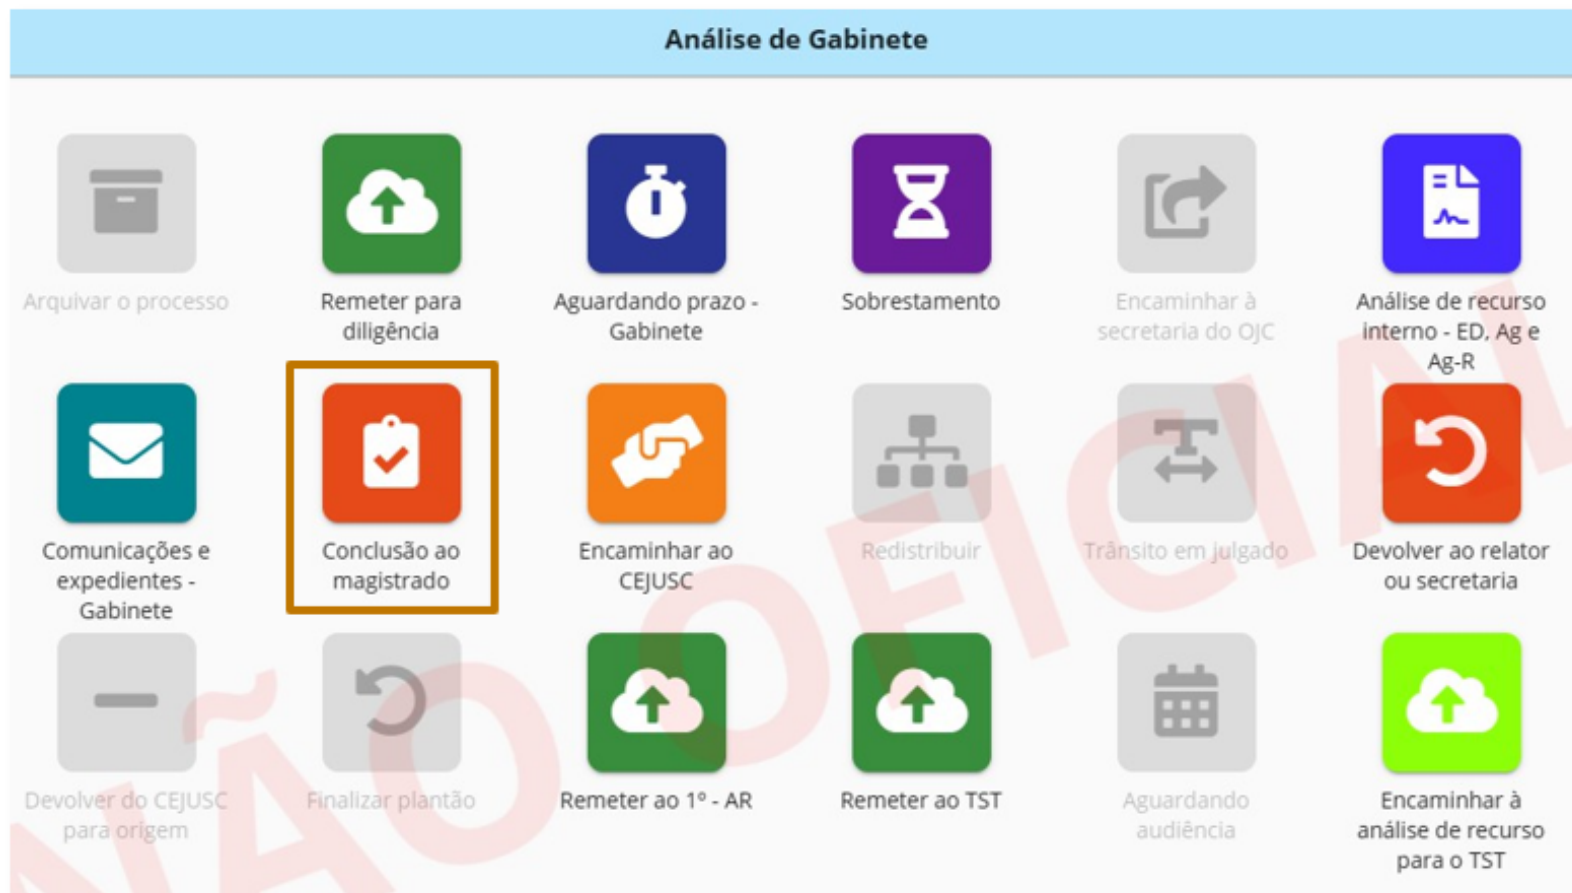 Análise de Gabinete
Arquivar o processo
Remeter para
diligência
Aguardando prazo -
Gabinete
Sobrestamento
Encaminhar à
secretaria do OJC
Análise de recurso
interno - ED, Ag e
Ag-R
Comunicações e
expedientes -
Gabinete
Conclusão ao
magistrado
Encaminhar ao
CEJUSC
Redistribuir
Trânsito em julgado
Devolver ao relator
ou secretaria
Devolver do CEJUSC
para origem
Finalizar plantão
Remeter ao 1º - AR
Remeter ao TST
Aguardando
audiência
Encaminhar à
análise de recurso
para o TST
NÃO OFICIAL